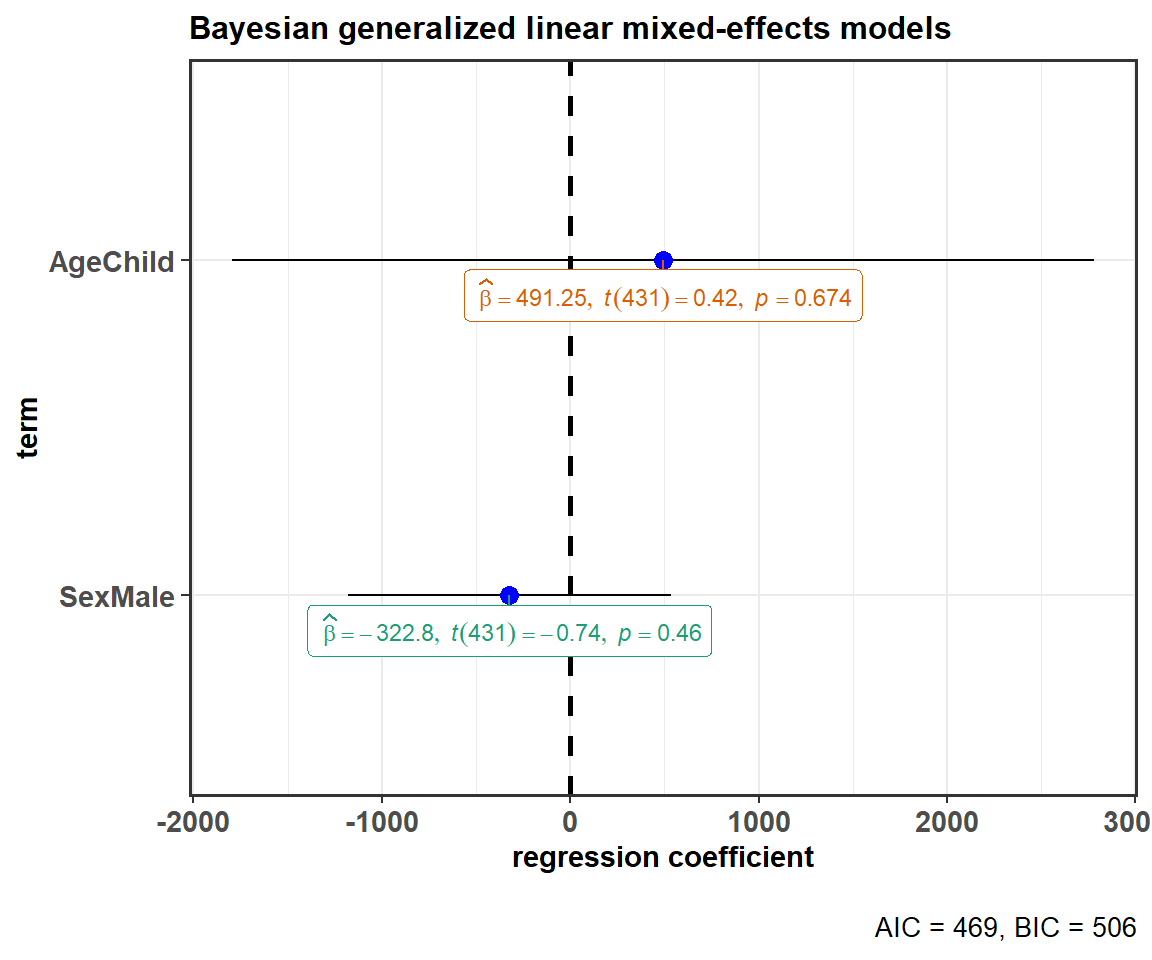 Bayesian generalized linear mixed-effects models
term
AgeChild
β̂ = 491.25, t(431) = 0.42, p = 0.674
SexMale
β̂ = −322.8, t(431) = −0.74, p = 0.46
-2000 -1000 0 1000 2000 300
regression coefficient
AIC = 469, BIC = 506